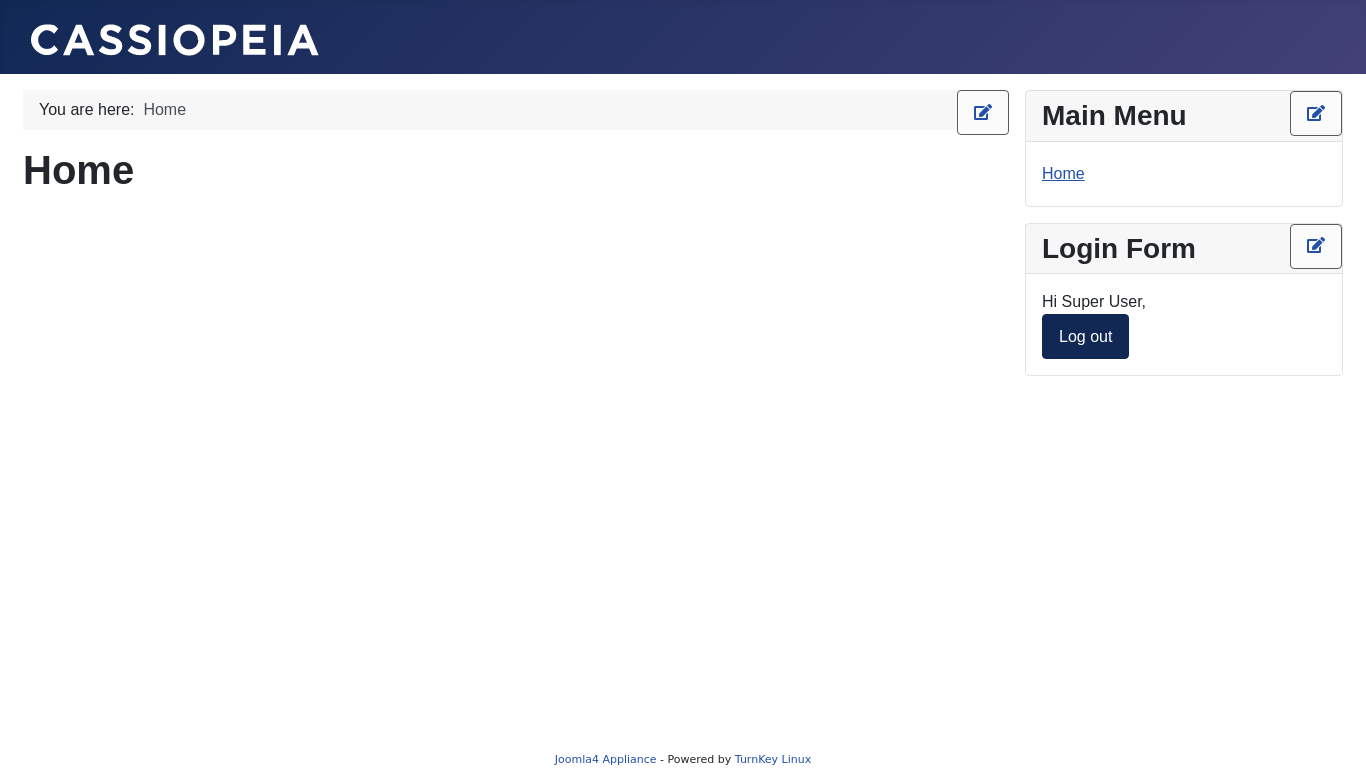 CASSIOPEIA
You are here: Home
Home
Main Menu
Home
Login Form
Hi Super User,
Log out
Joomla4 Appliance - Powered by TurnKey Linux